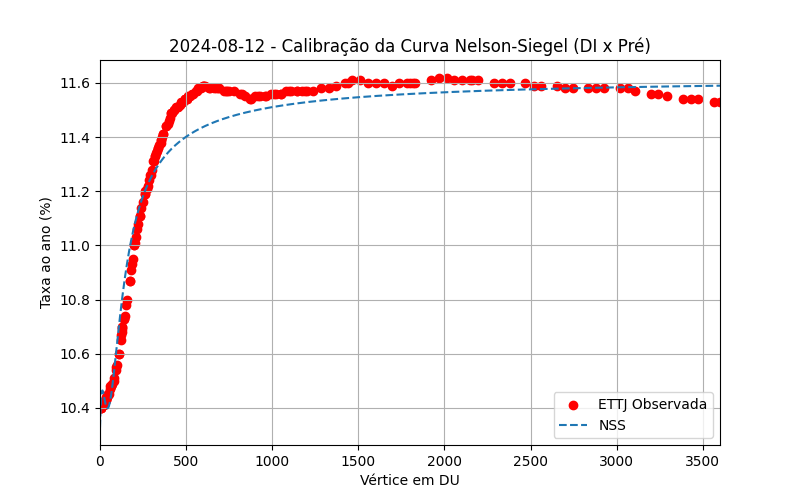 2024-08-12 - Calibração da Curva Nelson-Siegel (DI x Pré)
Taxa ao ano (%)
11.6
11.4
11.2
11.0
10.8
10.6
10.4
ETTJ Observada
NSS
0 500 1000 1500 2000 2500 3000 3500
Vértice em DU